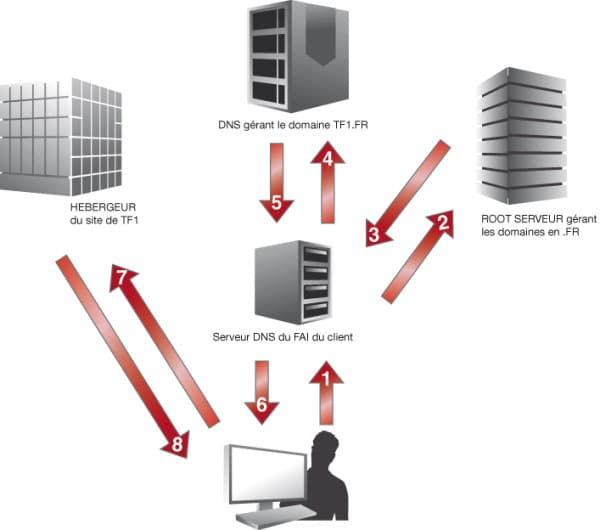 DNS gérant le domaine TF1.FR
HEBERGEUR
du site de TF1
ROOT SERVEUR gérant
les domaines en .FR
4
5
2
3
Serveur DNS du FAI du client
7
1
6
8